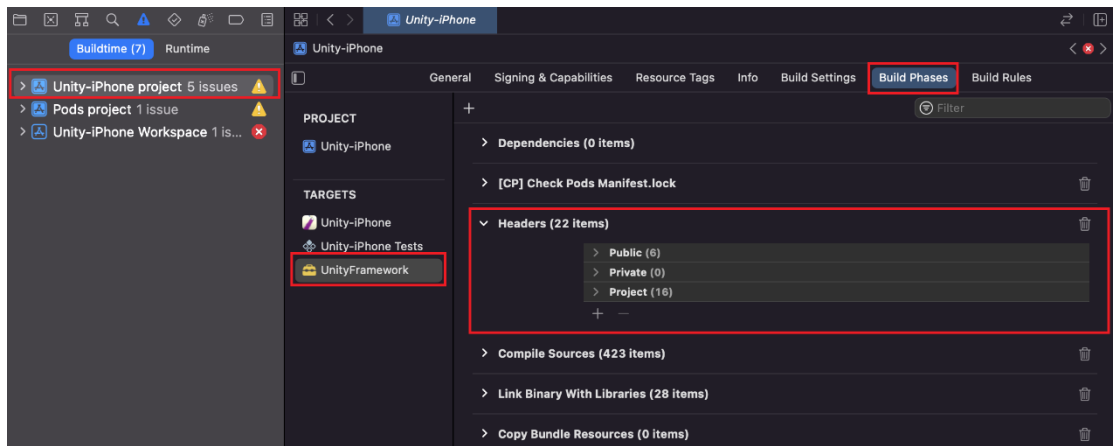 Unity-iPhone
Buildtime (7) Runtime
Unity-iPhone project 5 issues
Pods project 1 issue
Unity-iPhone Workspace 1 is...
Unity-iPhone
General Signing & Capabilities Resource Tags Info Build Settings Build Phases Build Rules
Filter
PROJECT
Unity-iPhone
TARGETS
Unity-iPhone
Unity-iPhone Tests
UnityFramework
Dependencies (0 items)
[CP] Check Pods Manifest.lock
Headers (22 items)
Public (6)
Private (0)
Project (16)
Compile Sources (423 items)
Link Binary With Libraries (28 items)
Copy Bundle Resources (0 items)